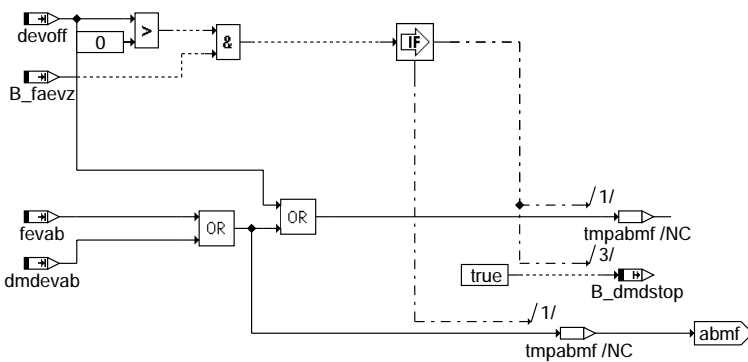 devoff
0
>
&
IF
B_faevz
/1/
OR
OR
fevab
tmpabmf /NC
dmdevab
/3/
true
B_dmdstop
/1/
abmf
tmpabmf /NC